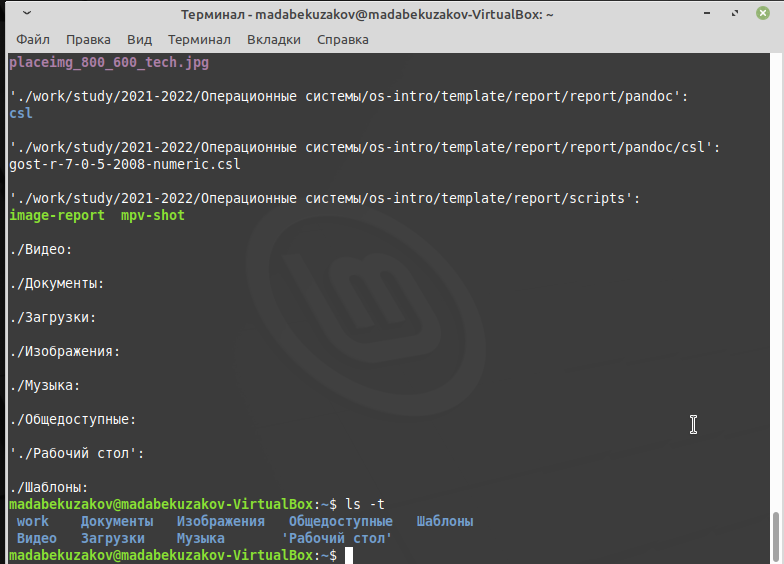 Терминал - madabekuzakov@madabekuzakov-VirtualBox: ~
Файл Правка Вид Терминал Вкладки Справка
placeimg_800_600_tech.jpg
'./work/study/2021-2022/Операционные системы/os-intro/template/report/report/pandoc':
csl
'./work/study/2021-2022/Операционные системы/os-intro/template/report/report/pandoc/csl':
gost-r-7-0-5-2008-numeric.csl
'./work/study/2021-2022/Операционные системы/os-intro/template/report/scripts':
image-report mpv-shot
./Видео:
./Документы:
./Загрузки:
./Изображения:
./Музыка:
./Общедоступные:
'./Рабочий стол':
./Шаблоны:
madabekuzakov@madabekuzakov-VirtualBox:~$ ls -t
work Документы Изображения Общедоступные Шаблоны
Видео Загрузки Музыка 'Рабочий стол'
madabekuzakov@madabekuzakov-VirtualBox:~$